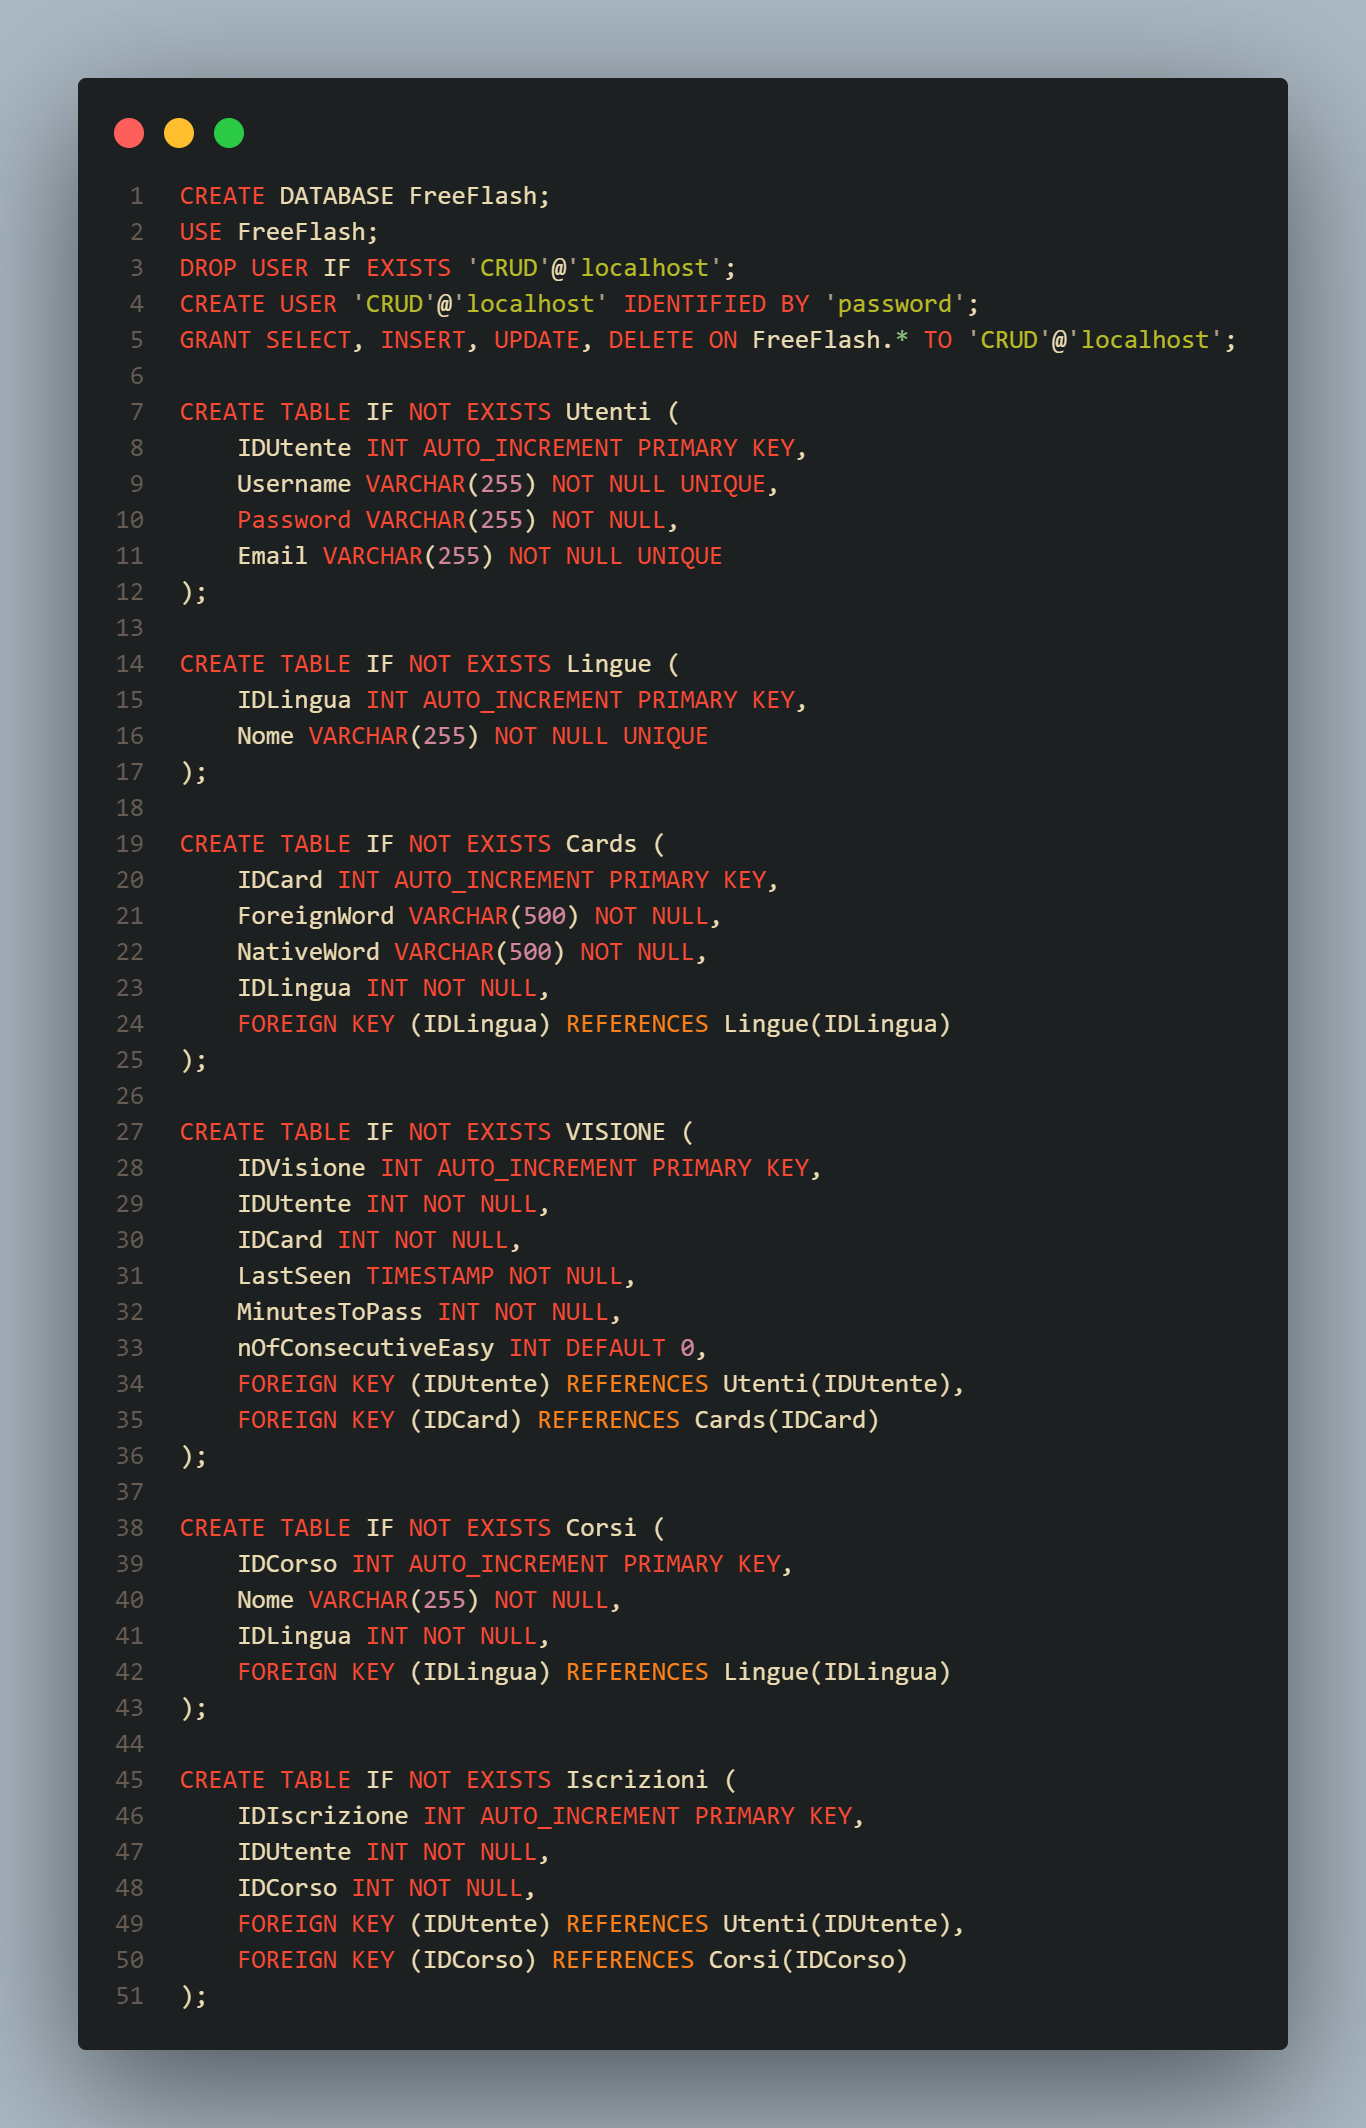 1 CREATE DATABASE FreeFlash;
2 USE FreeFlash;
3 DROP USER IF EXISTS 'CRUD'@'localhost';
4 CREATE USER 'CRUD'@'localhost' IDENTIFIED BY 'password';
5 GRANT SELECT, INSERT, UPDATE, DELETE ON FreeFlash.* TO 'CRUD'@'localhost';
6
7 CREATE TABLE IF NOT EXISTS Utenti (
8     IDUtente INT AUTO_INCREMENT PRIMARY KEY,
9     Username VARCHAR(255) NOT NULL UNIQUE,
10     Password VARCHAR(255) NOT NULL,
11     Email VARCHAR(255) NOT NULL UNIQUE
12 );
13
14 CREATE TABLE IF NOT EXISTS Lingue (
15     IDLingua INT AUTO_INCREMENT PRIMARY KEY,
16     Nome VARCHAR(255) NOT NULL UNIQUE
17 );
18
19 CREATE TABLE IF NOT EXISTS Cards (
20     IDCard INT AUTO_INCREMENT PRIMARY KEY,
21     ForeignWord VARCHAR(500) NOT NULL,
22     NativeWord VARCHAR(500) NOT NULL,
23     IDLingua INT NOT NULL,
24     FOREIGN KEY (IDLingua) REFERENCES Lingue(IDLingua)
25 );
26
27 CREATE TABLE IF NOT EXISTS VISIONE (
28     IDVisione INT AUTO_INCREMENT PRIMARY KEY,
29     IDUtente INT NOT NULL,
30     IDCard INT NOT NULL,
31     LastSeen TIMESTAMP NOT NULL,
32     MinutesToPass INT NOT NULL,
33     nOfConsecutiveEasy INT DEFAULT 0,
34     FOREIGN KEY (IDUtente) REFERENCES Utenti(IDUtente),
35     FOREIGN KEY (IDCard) REFERENCES Cards(IDCard)
36 );
37
38 CREATE TABLE IF NOT EXISTS Corsi (
39     IDCorso INT AUTO_INCREMENT PRIMARY KEY,
40     Nome VARCHAR(255) NOT NULL,
41     IDLingua INT NOT NULL,
42     FOREIGN KEY (IDLingua) REFERENCES Lingue(IDLingua)
43 );
44
45 CREATE TABLE IF NOT EXISTS Iscrizioni (
46     IDIscrizione INT AUTO_INCREMENT PRIMARY KEY,
47     IDUtente INT NOT NULL,
48     IDCorso INT NOT NULL,
49     FOREIGN KEY (IDUtente) REFERENCES Utenti(IDUtente),
50     FOREIGN KEY (IDCorso) REFERENCES Corsi(IDCorso)
51 );